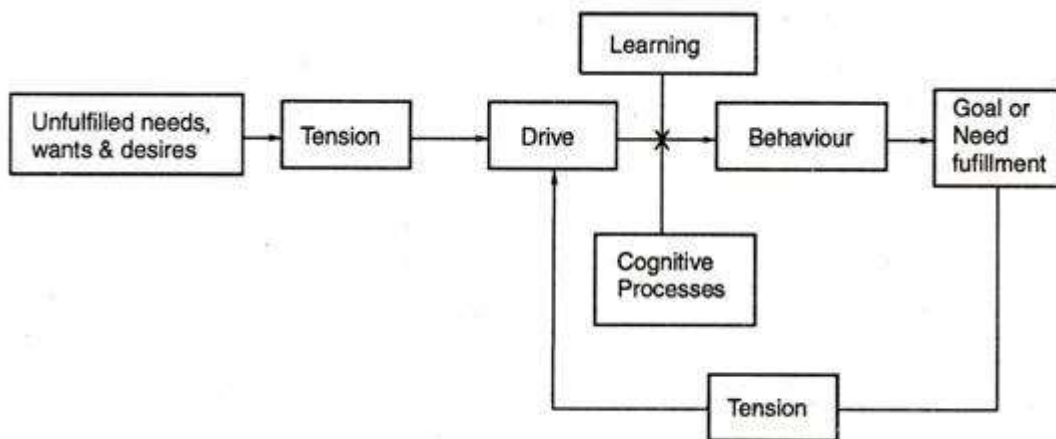 Learning
Unfulfilled needs,
wants & desires
Tension
Drive
Behaviour
Goal or
Need
fufillment
Cognitive
Processes
Tension